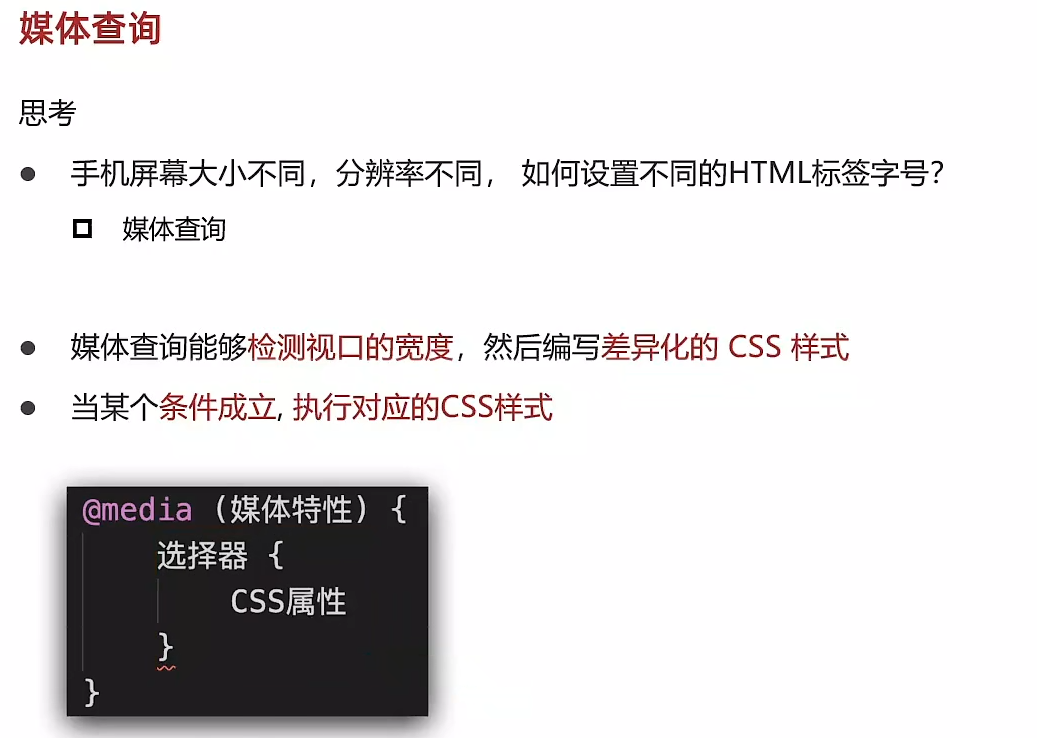 媒体查询
思考
手机屏幕大小不同，分辨率不同， 如何设置不同的HTML标签字号？
媒体查询
媒体查询能够检测视口的宽度，然后编写差异化的 CSS 样式
当某个条件成立, 执行对应的CSS样式
@media (媒体特性) {
选择器 {
CSS属性
}
}